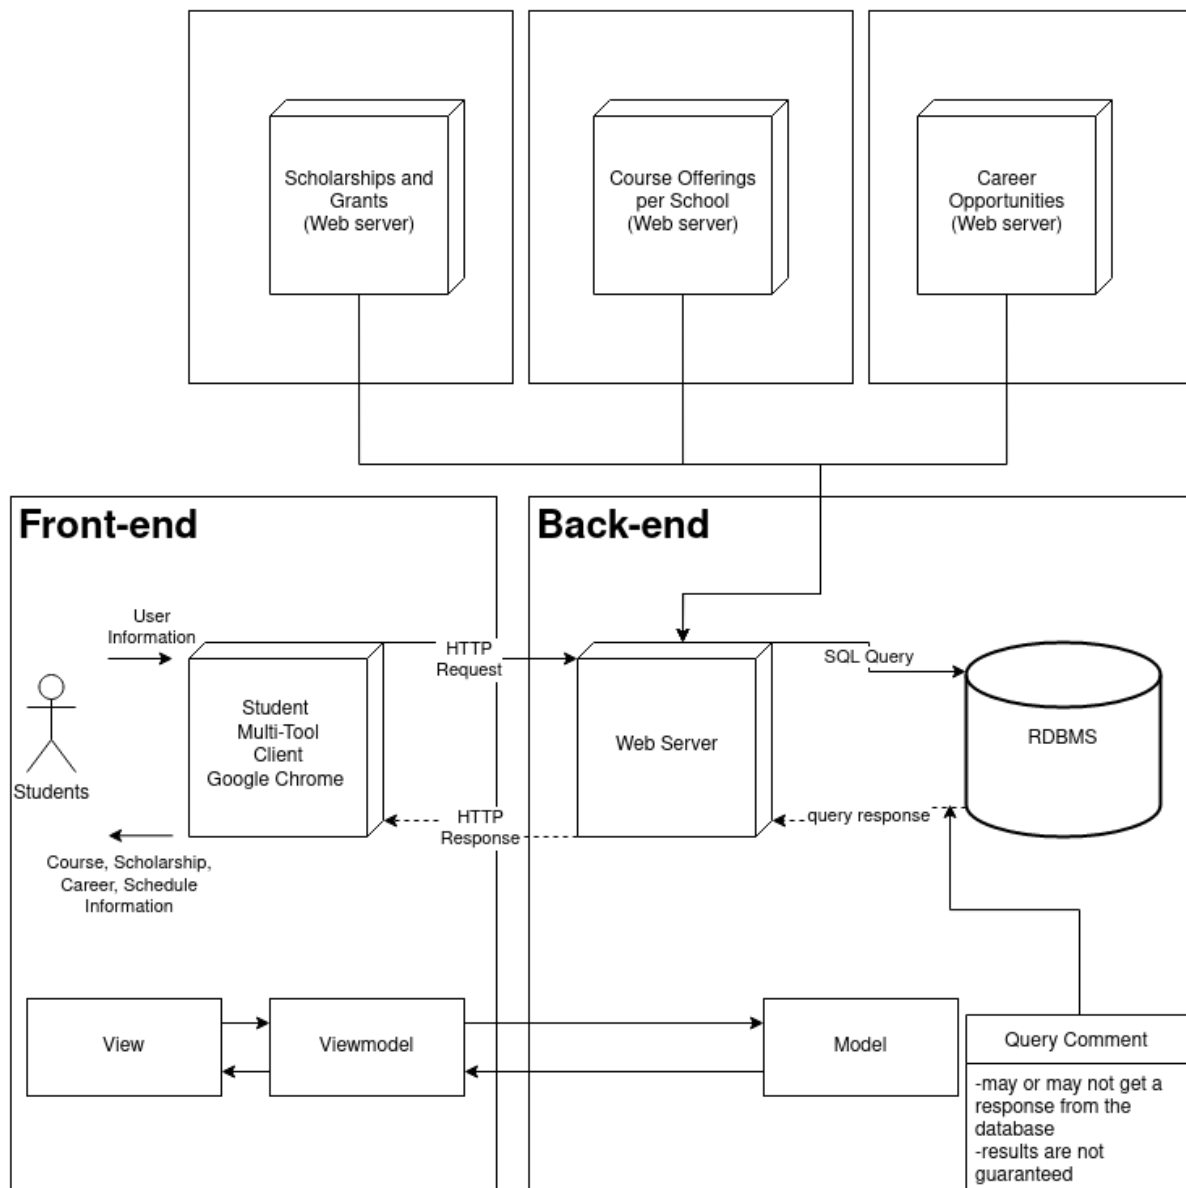 Scholarships and
Grants
(Web server)
Course Offerings
per School
(Web server)
Career
Opportunities
(Web server)
Front-end
Back-end
User
Information
HTTP
Request
SQL Query
Student
Multi-Tool
Client
Google Chrome
Web Server
RDBMS
Students
HTTP
Response
query response
Course, Scholarship,
Career, Schedule
Information
View
Viewmodel
Model
Query Comment
-may or may not get a
response from the
database
-results are not
guaranteed